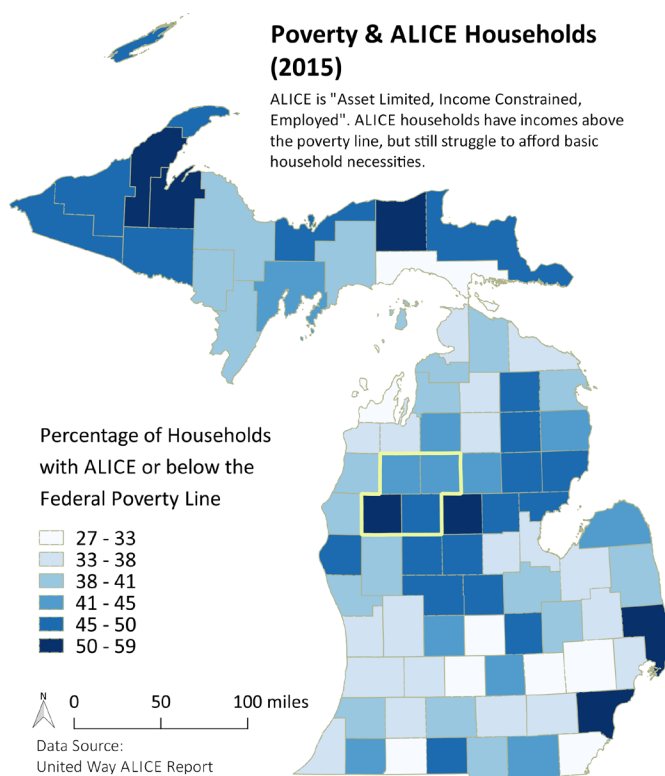 Poverty & ALICE Households
(2015)
ALICE is "Asset Limited, Income Constrained,
Employed". ALICE households have incomes above
the poverty line, but still struggle to afford basic
household necessities.
Percentage of Households
with ALICE or below the
Federal Poverty Line
27 - 33
33 - 38
38 - 41
41 - 45
45 - 50
50 - 59
N
0 50 100 miles
Data Source:
United Way ALICE Report